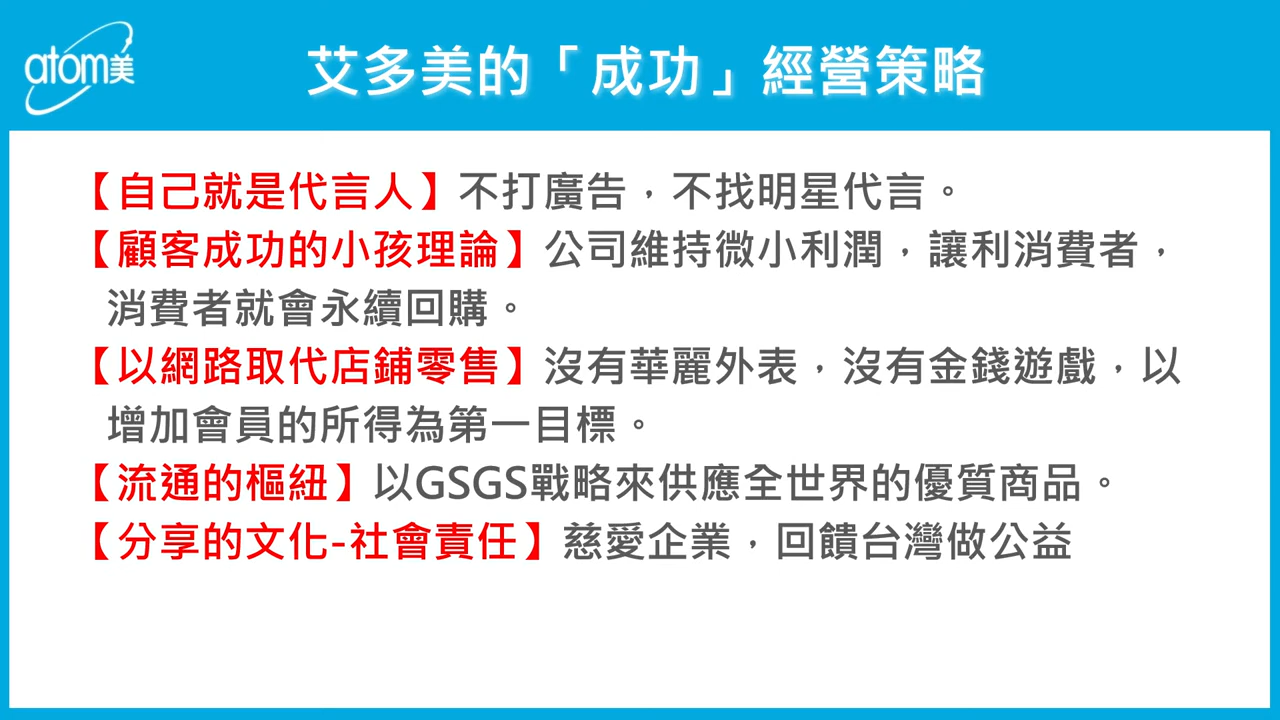 atom美
艾多美的「成功」經營策略
【自己就是代言人】不打廣告，不找明星代言。
【顧客成功的小孩理論】公司維持微小利潤，讓利消費者，
消費者就會永續回購。
【以網路取代店鋪零售】沒有華麗外表，沒有金錢遊戲，以
增加會員的所得為第一目標。
【流通的樞紐】以GSGS戰略來供應全世界的優質商品。
【分享的文化-社會責任】慈愛企業，回饋台灣做公益